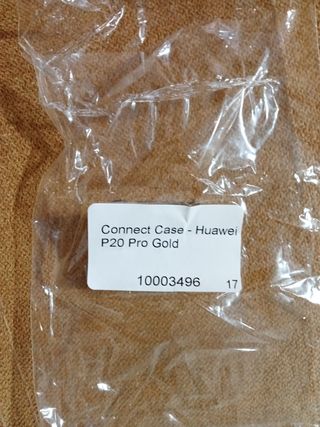 Connect Case - Huawei
P20 Pro Gold
10003496 17